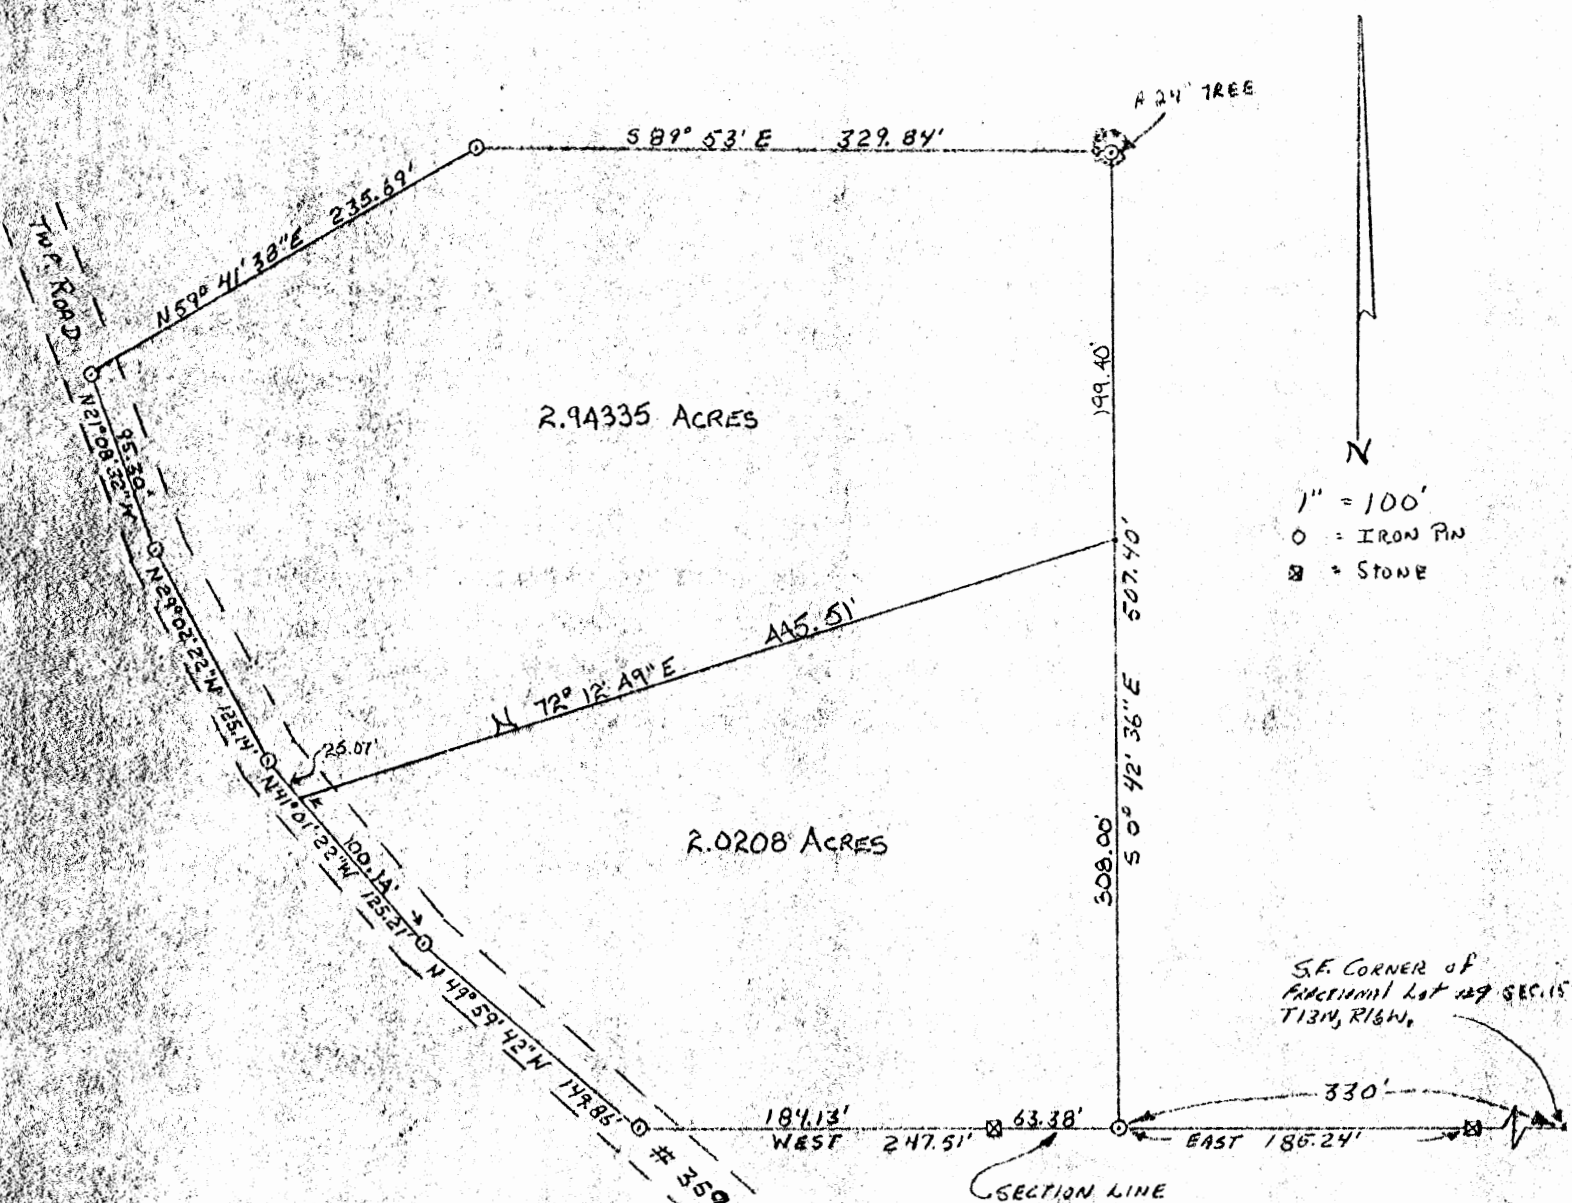 A 24" TREE
S 89° 53' E 329.84'
N 59° 41' 38" E 235.69'
TWP. ROAD
199.40'
2.94335 ACRES
N 21° 08' 32" W
95.30'
N
1" = 100'
O = IRON PIN
= STONE
507.40'
S 0° 42' 36" E
N 29° 02' 22" W 125.14'
445.51'
N 72° 12' 49" E
25.07'
N 41° 01' 22" W 125.21'
100.14'
2.0208 ACRES
308.00'
S.E. CORNER of
FRACTIONAL Lot SEC. 15
T13N, R16W.
N 49° 59' 42" W 149.86'
330'
184.13'
63.38'
WEST 247.51'
EAST 186.24'
# 359
SECTION LINE